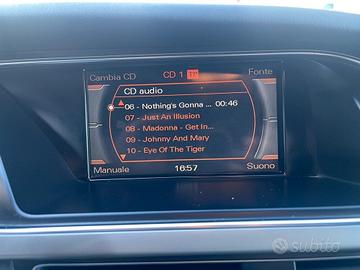 Cambia CD CD 1 TP Fonte
CD audio
06 - Nothing's Gonna ... 00:46
07 - Just An Illusion
08 - Madonna - Get In...
09 - Johnny And Mary
10 - Eye Of The Tiger
Manuale 16:57 Suono
subito